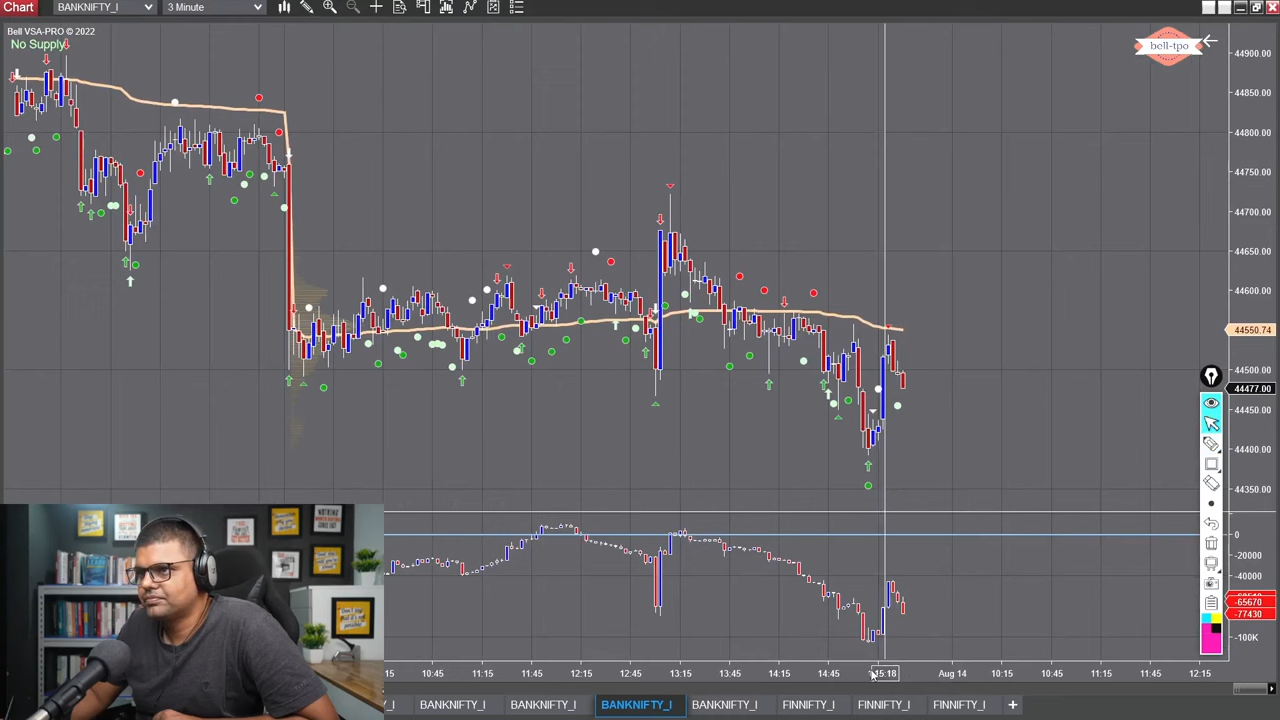 Chart
BANKNIFTY_I
3 Minute
Bell VSA-PRO © 2022
No Supply
bell-tpo
44900.00
44850.00
44800.00
44750.00
44700.00
44650.00
44600.00
44550.74
44500.00
44477.00
44450.00
44400.00
44350.00
0
-20000
-40000
-65670
-77430
-100K
:15
10:45
11:15
11:45
12:15
12:45
13:15
13:45
14:15
14:45
15:18
Aug 14
10:15
11:15
12:15
_I
BANKNIFTY_I
BANKNIFTY_I
BANKNIFTY_I
BANKNIFTY_I
FINNIFTY_I
FINNIFTY_I
FINNIFTY_I